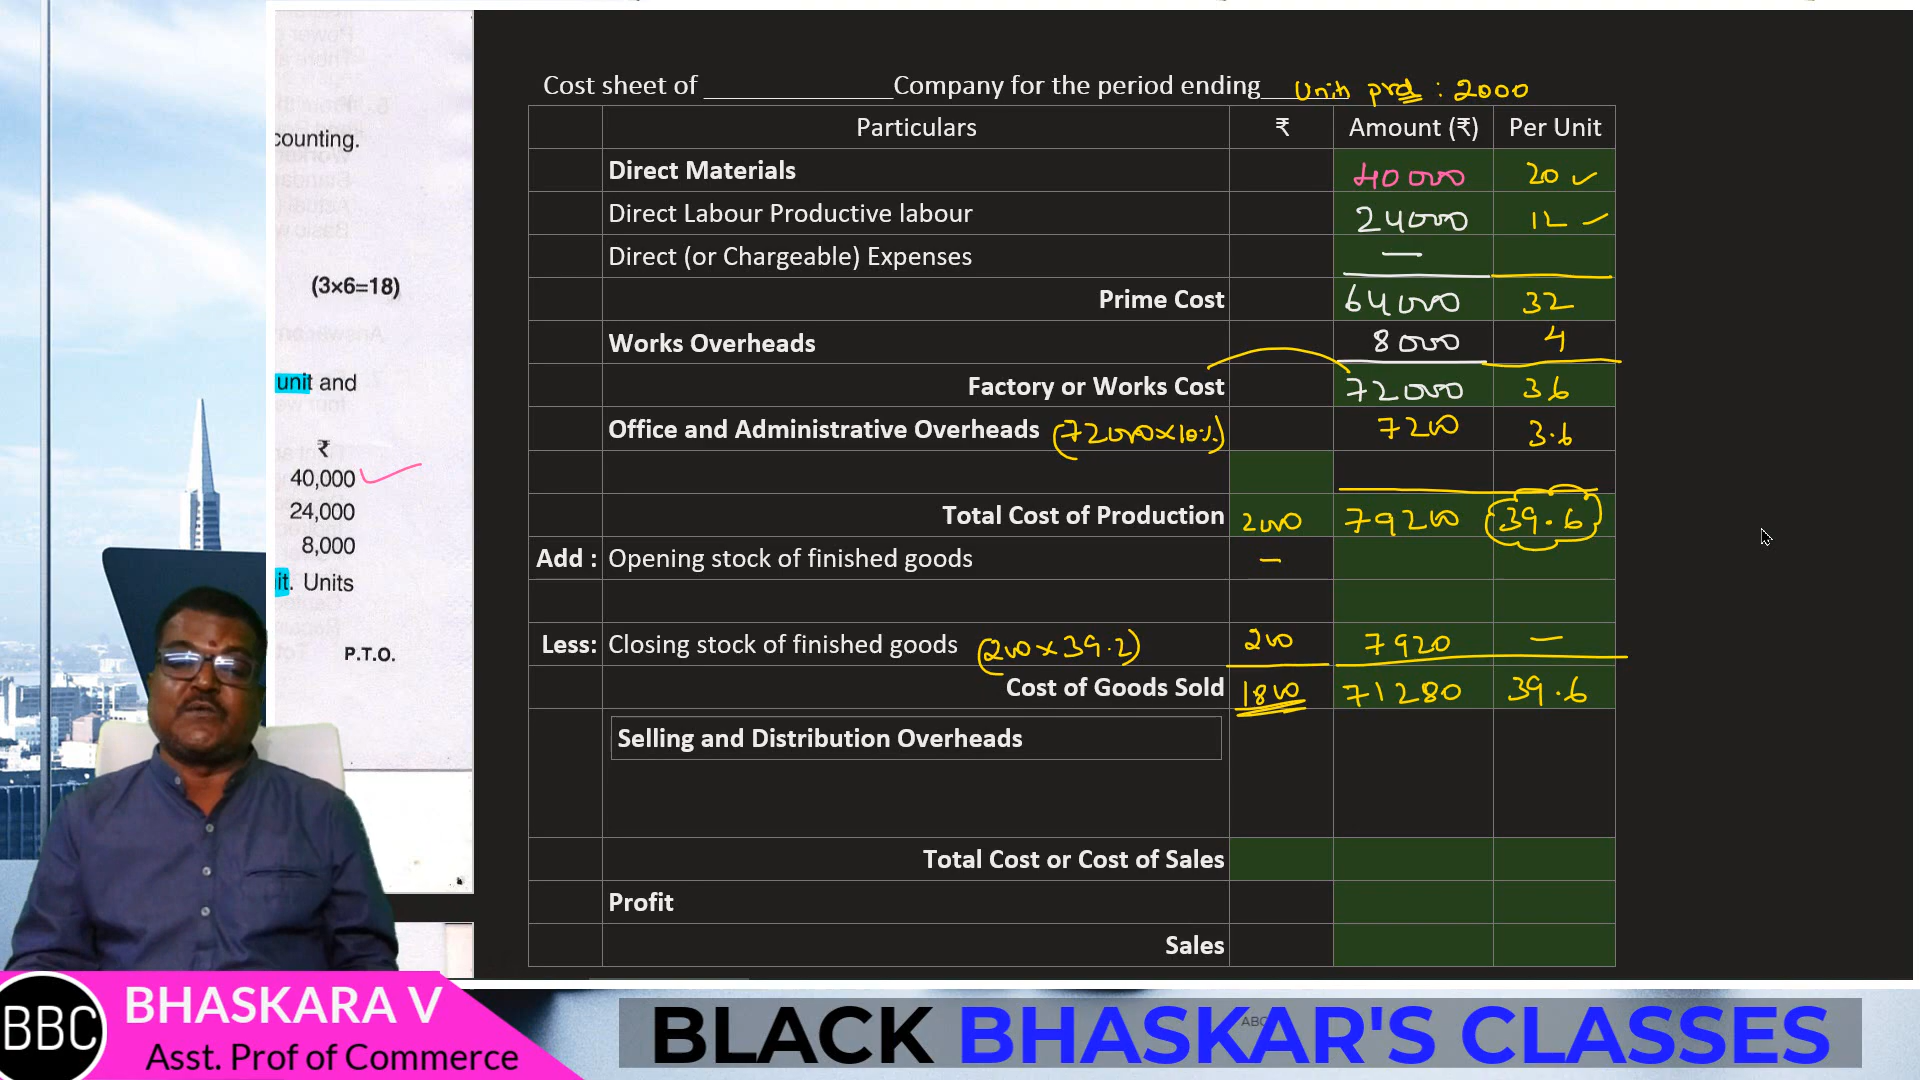 counting.
(3×6=18)
unit and
₹
40,000
24,000
8,000
it. Units
P.T.O.
Cost sheet of ______________Company for the period ending______ Unit prd : 2000
Particulars ₹ Amount (₹) Per Unit
Direct Materials 40000 20 ✓
Direct Labour Productive labour 24000 12
Direct (or Chargeable) Expenses —
Prime Cost 64000 32
Works Overheads 8000 4
Factory or Works Cost 72000 36
Office and Administrative Overheads (72000×10%) 7200 3.6
Total Cost of Production 2000 79200 39.6
Add : Opening stock of finished goods —
Less: Closing stock of finished goods (200×39.2) 200 7920 —
Cost of Goods Sold 1800 71280 39.6
Selling and Distribution Overheads
Total Cost or Cost of Sales
Profit
Sales
BBC
BHASKARA V
Asst. Prof of Commerce
ABC
BLACK BHASKAR'S CLASSES